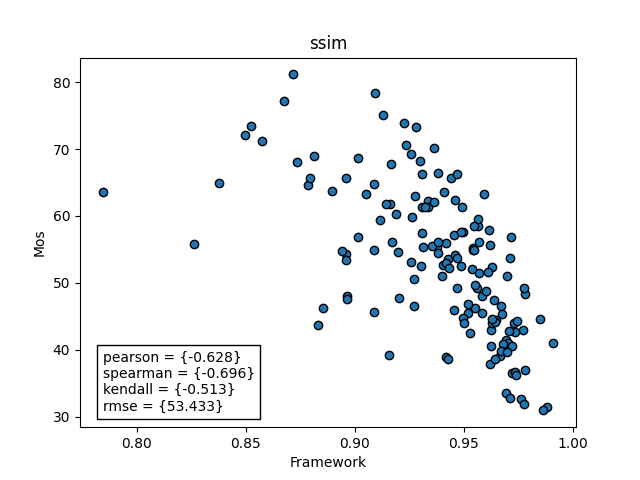 ssim
80
70
60
50
40
30
Mos
pearson = {-0.628}
spearman = {-0.696}
kendall = {-0.513}
rmse = {53.433}
0.80 0.85 0.90 0.95 1.00
Framework